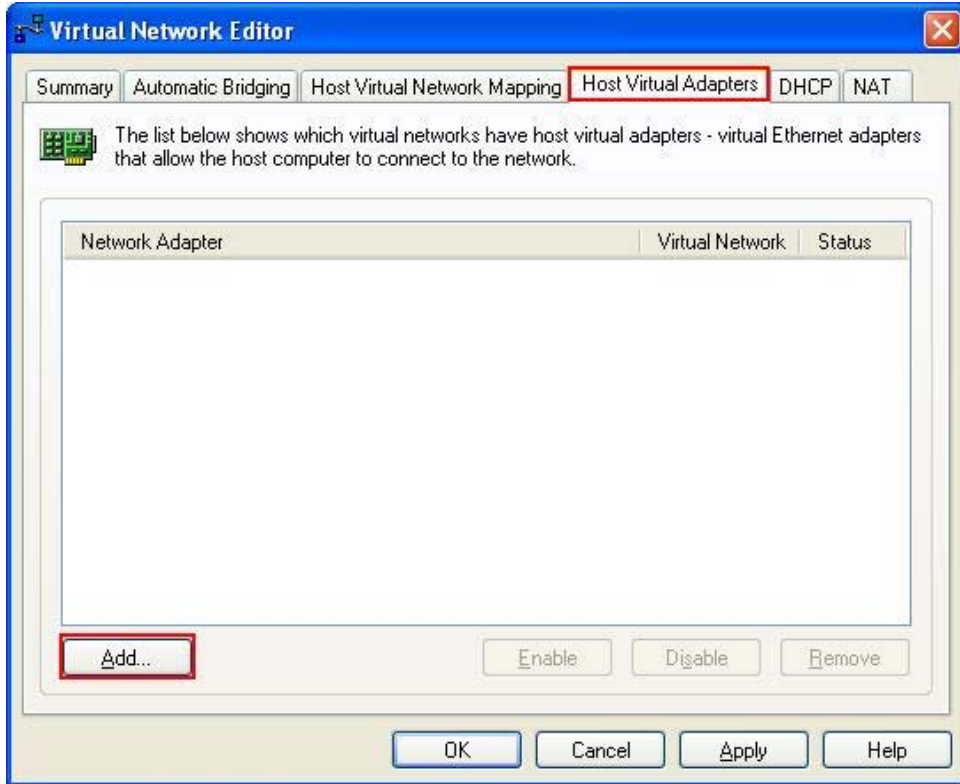 Virtual Network Editor
Summary Automatic Bridging Host Virtual Network Mapping Host Virtual Adapters DHCP NAT
The list below shows which virtual networks have host virtual adapters - virtual Ethernet adapters
that allow the host computer to connect to the network.
Network Adapter Virtual Network Status
Add... Enable Disable Remove
OK Cancel Apply Help